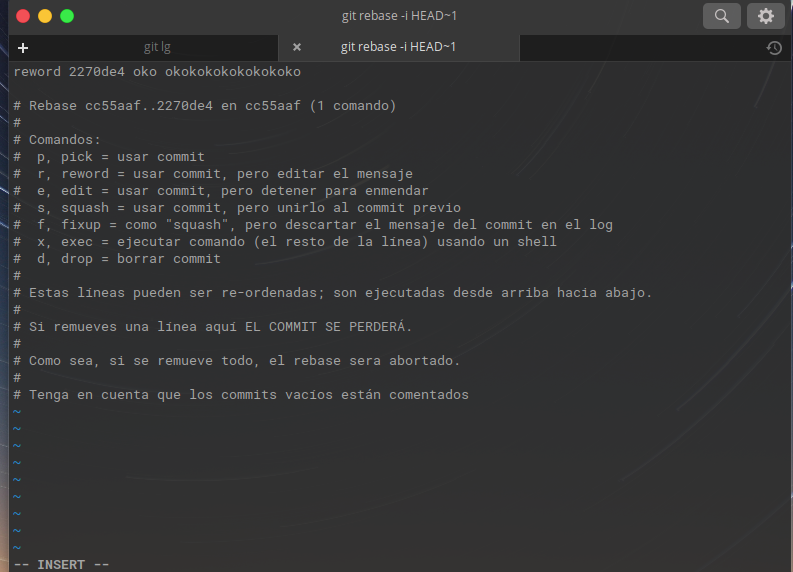 git rebase -i HEAD~1
git lg
git rebase -i HEAD~1
reword 2270de4 oko okokokokokokokoko
# Rebase cc55aaf..2270de4 en cc55aaf (1 comando)
#
# Comandos:
#  p, pick = usar commit
#  r, reword = usar commit, pero editar el mensaje
#  e, edit = usar commit, pero detener para enmendar
#  s, squash = usar commit, pero unirlo al commit previo
#  f, fixup = como "squash", pero descartar el mensaje del commit en el log
#  x, exec = ejecutar comando (el resto de la línea) usando un shell
#  d, drop = borrar commit
#
# Estas líneas pueden ser re-ordenadas; son ejecutadas desde arriba hacia abajo.
#
# Si remueves una línea aquí EL COMMIT SE PERDERÁ.
#
# Como sea, si se remueve todo, el rebase sera abortado.
#
# Tenga en cuenta que los commits vacíos están comentados
~
~
~
~
~
~
~
~
~
-- INSERT --